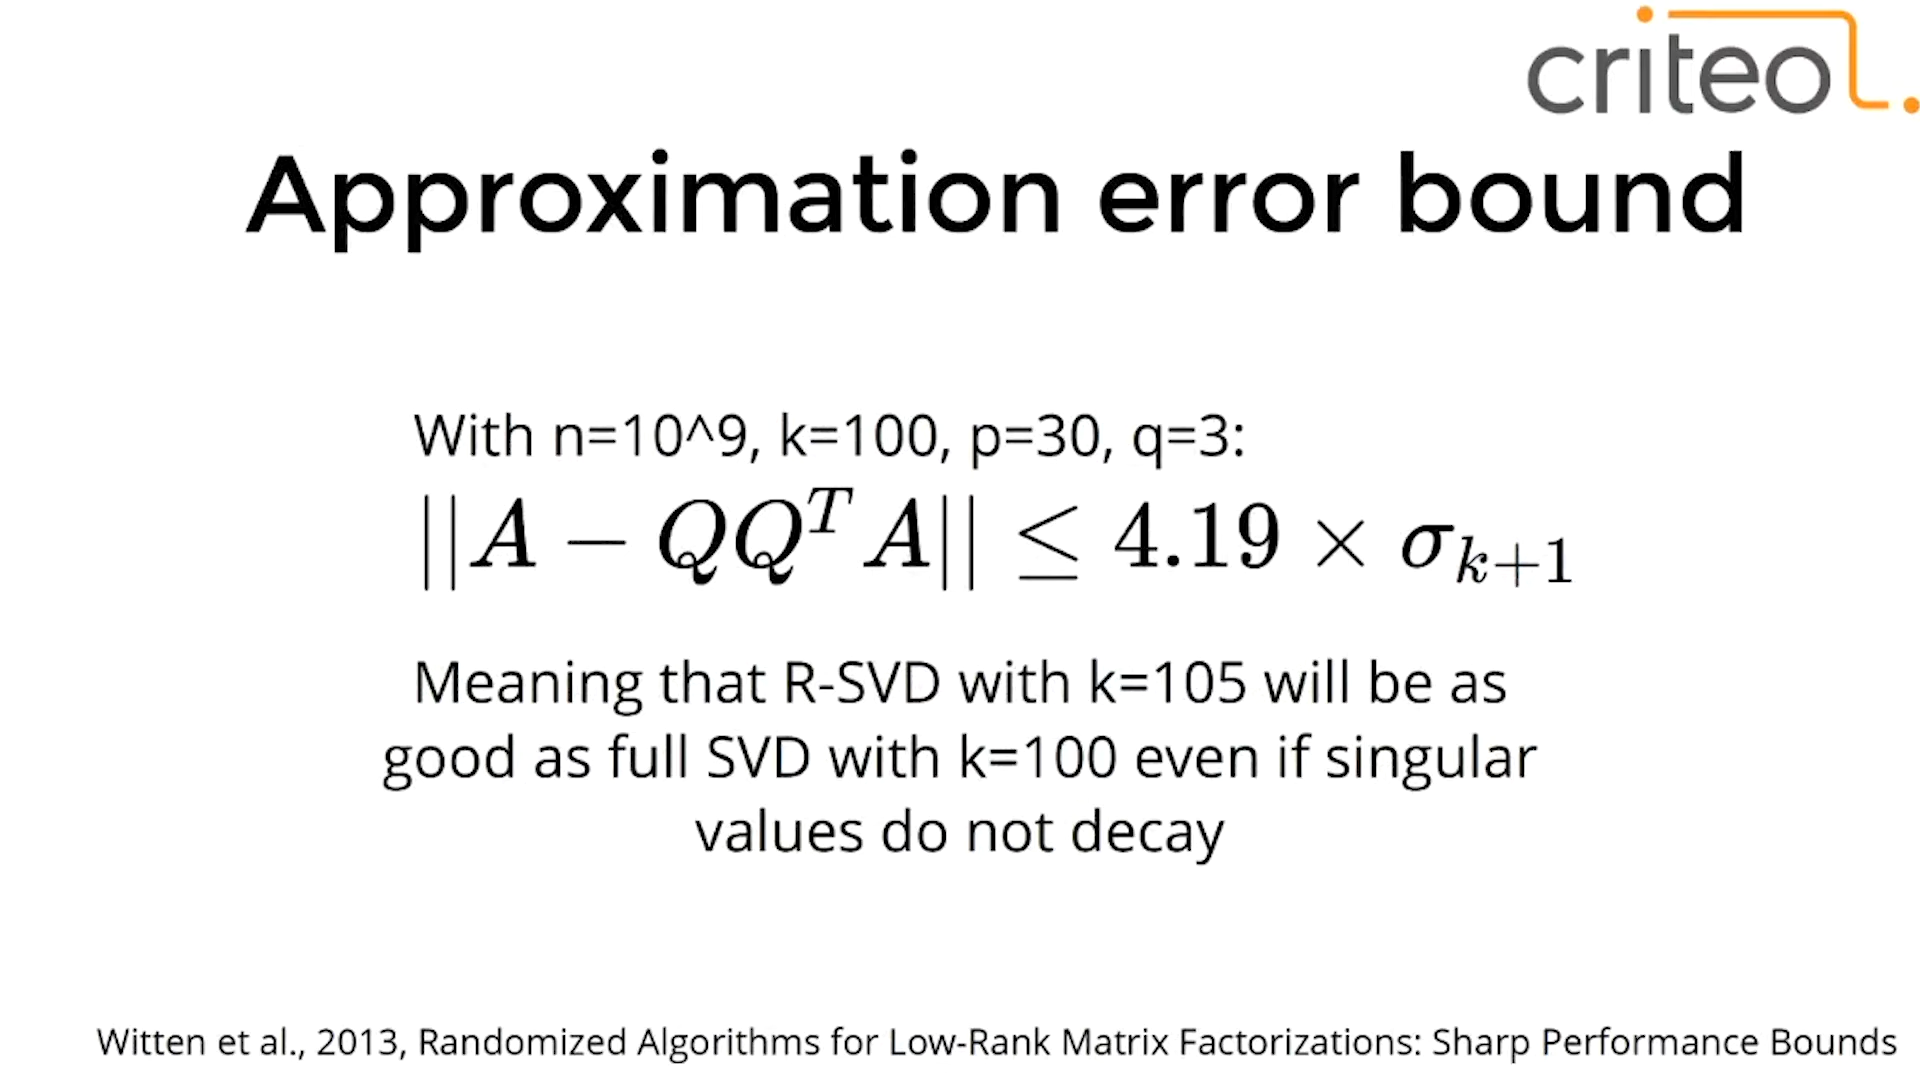 criteo
Approximation error bound
With n=10^9, k=100, p=30, q=3:
||A − QQ^T A|| ≤ 4.19 × σ_{k+1}
Meaning that R-SVD with k=105 will be as
good as full SVD with k=100 even if singular
values do not decay
Witten et al., 2013, Randomized Algorithms for Low-Rank Matrix Factorizations: Sharp Performance Bounds